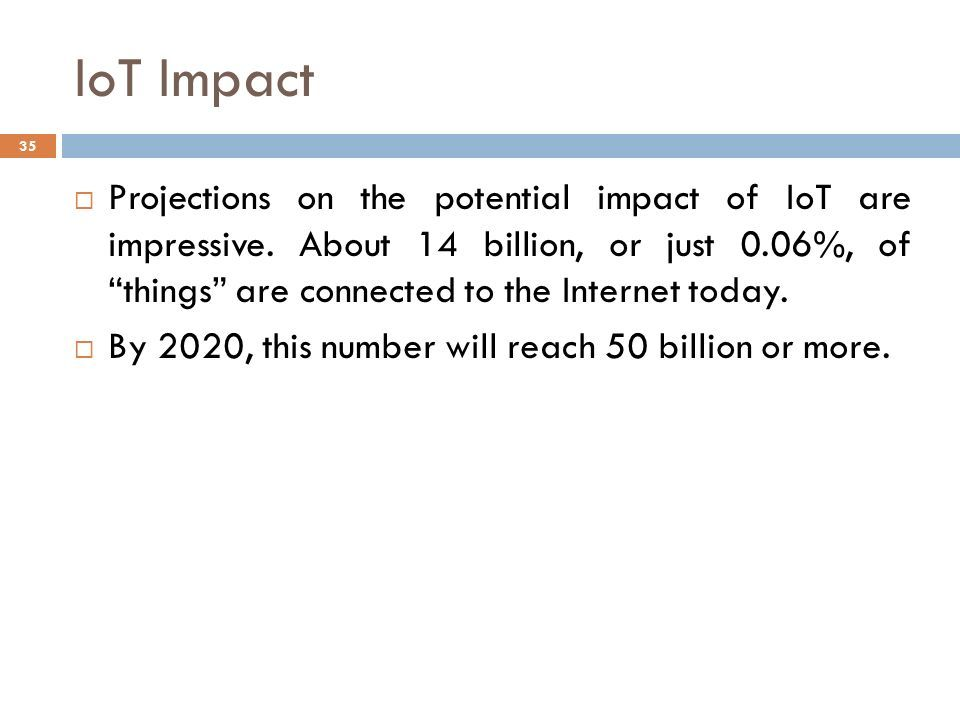 IoT Impact
35
Projections on the potential impact of IoT are
impressive. About 14 billion, or just 0.06%, of
“things” are connected to the Internet today.
By 2020, this number will reach 50 billion or more.